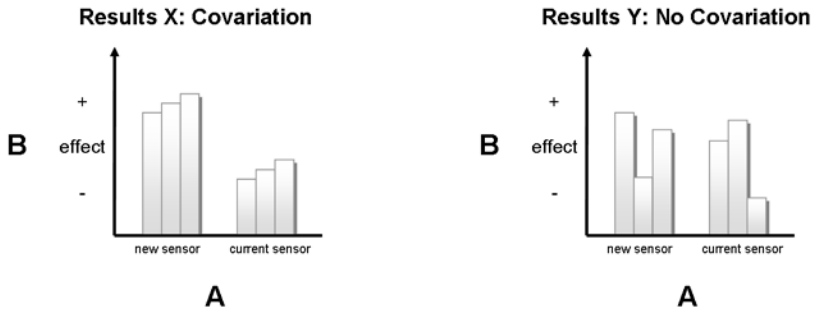 Results X: Covariation
+
B effect
-
new sensor current sensor
A
Results Y: No Covariation
+
B effect
-
new sensor current sensor
A